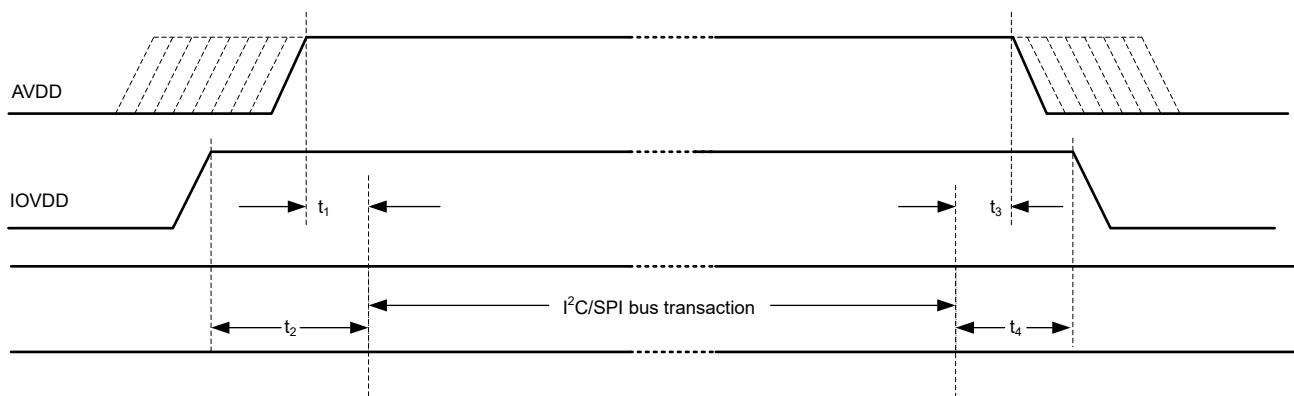 AVDD
IOVDD
t₁
t₃
I²C/SPI bus transaction
t₂
t₄